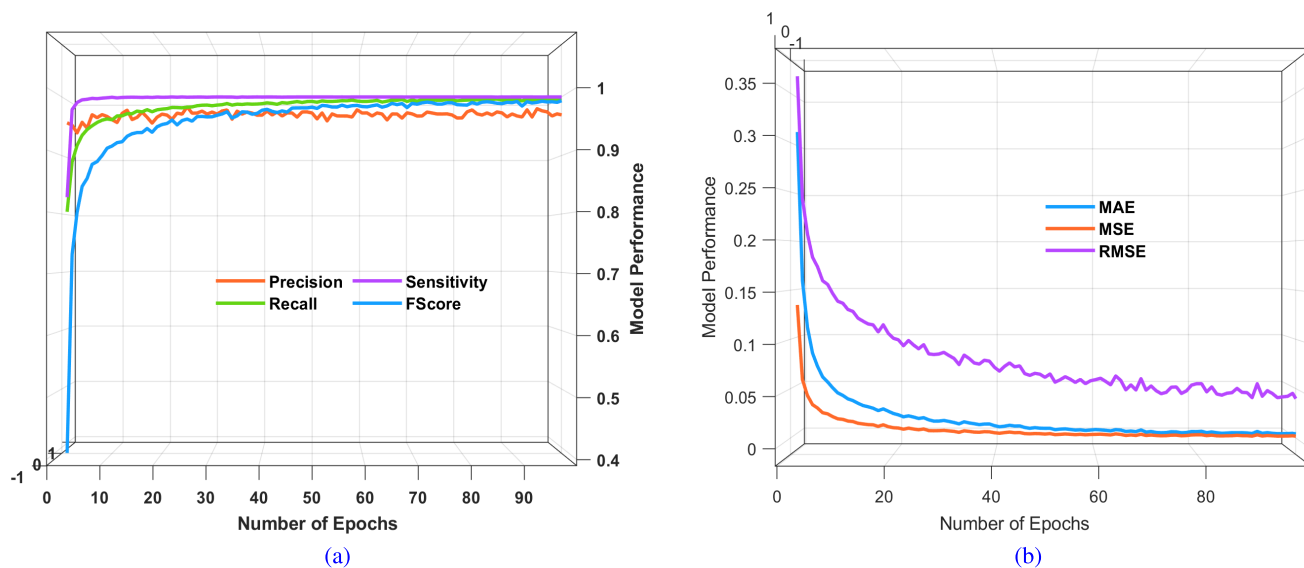 1
0.9
0.8
0.7
0.6
0.5
0.4
Model Performance
Precision
Sensitivity
Recall
FScore
-1
0
1
0 10 20 30 40 50 60 70 80 90
Number of Epochs
(a)
1
0
-1
0.35
0.3
0.25
0.2
0.15
0.1
0.05
0
Model Performance
MAE
MSE
RMSE
0 20 40 60 80
Number of Epochs
(b)